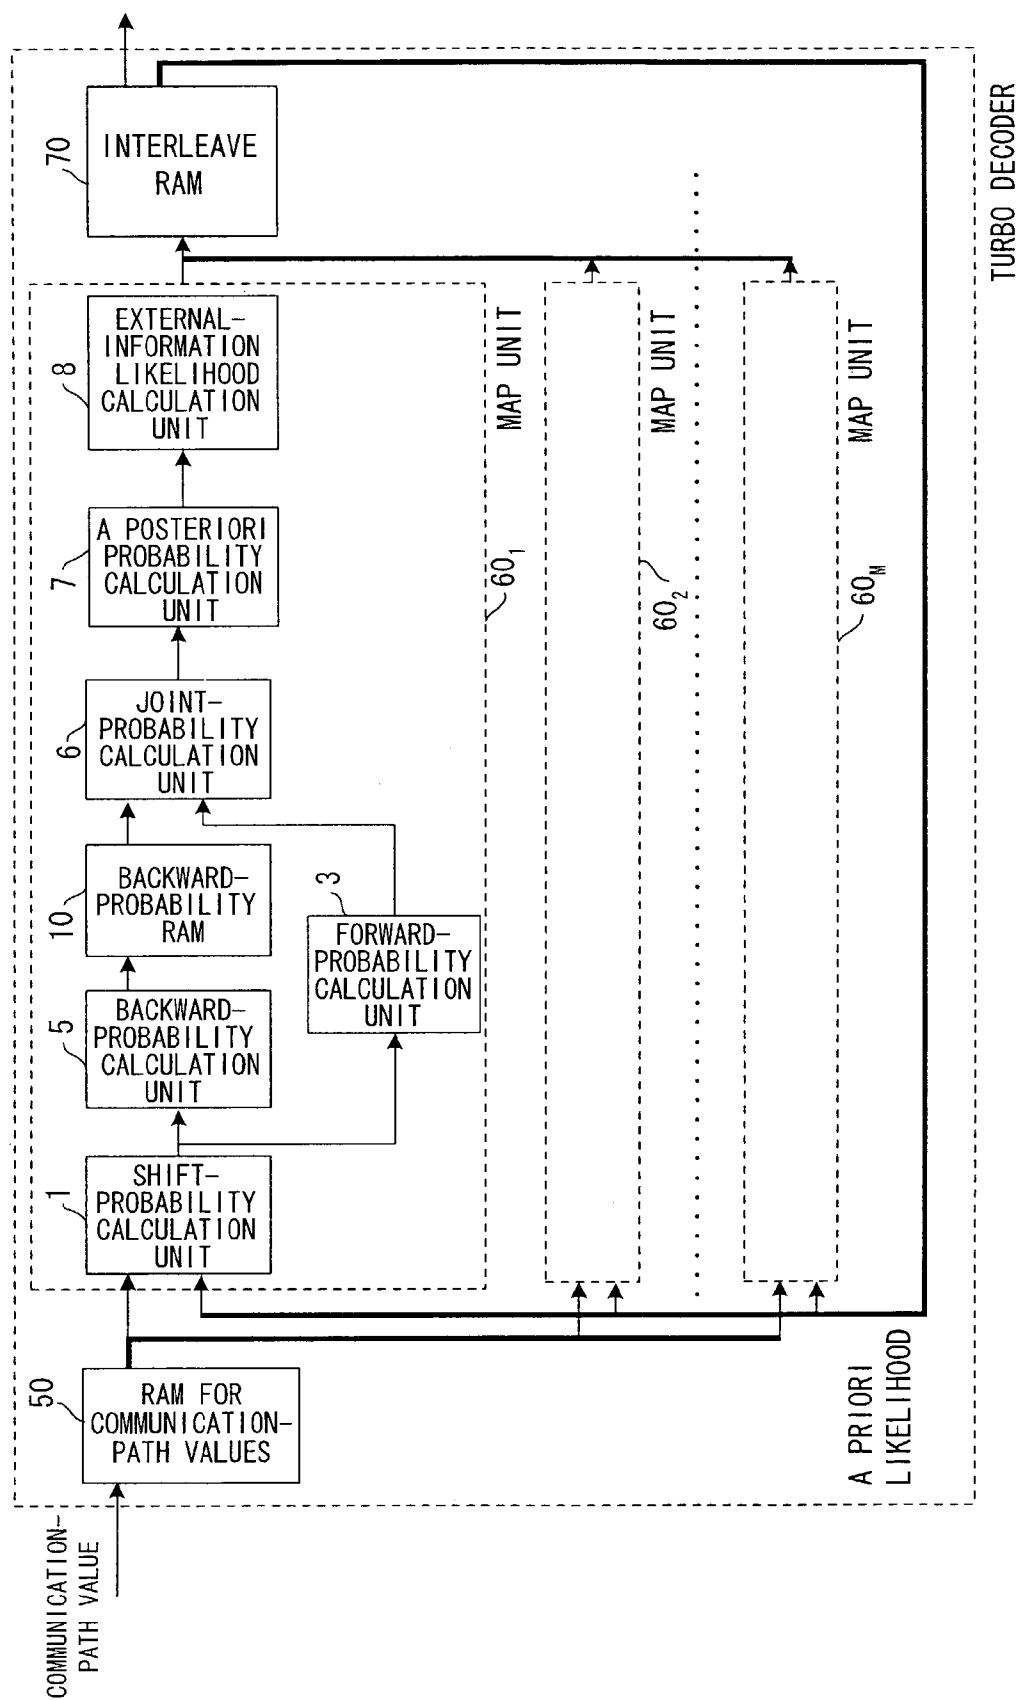 COMMUNICATION-
PATH VALUE
50
RAM FOR
COMMUNICATION-
PATH VALUES
1
SHIFT-
PROBABILITY
CALCULATION
UNIT
5
BACKWARD-
PROBABILITY
CALCULATION
UNIT
10
BACKWARD-
PROBABILITY
RAM
3
FORWARD-
PROBABILITY
CALCULATION
UNIT
6
JOINT-
PROBABILITY
CALCULATION
UNIT
7
A POSTERIORI
PROBABILITY
CALCULATION
UNIT
8
EXTERNAL-
INFORMATION
LIKELIHOOD
CALCULATION
UNIT
70
INTERLEAVE
RAM
60₁
MAP UNIT
60₂
MAP UNIT
60M
MAP UNIT
A PRIORI
LIKELIHOOD
TURBO DECODER